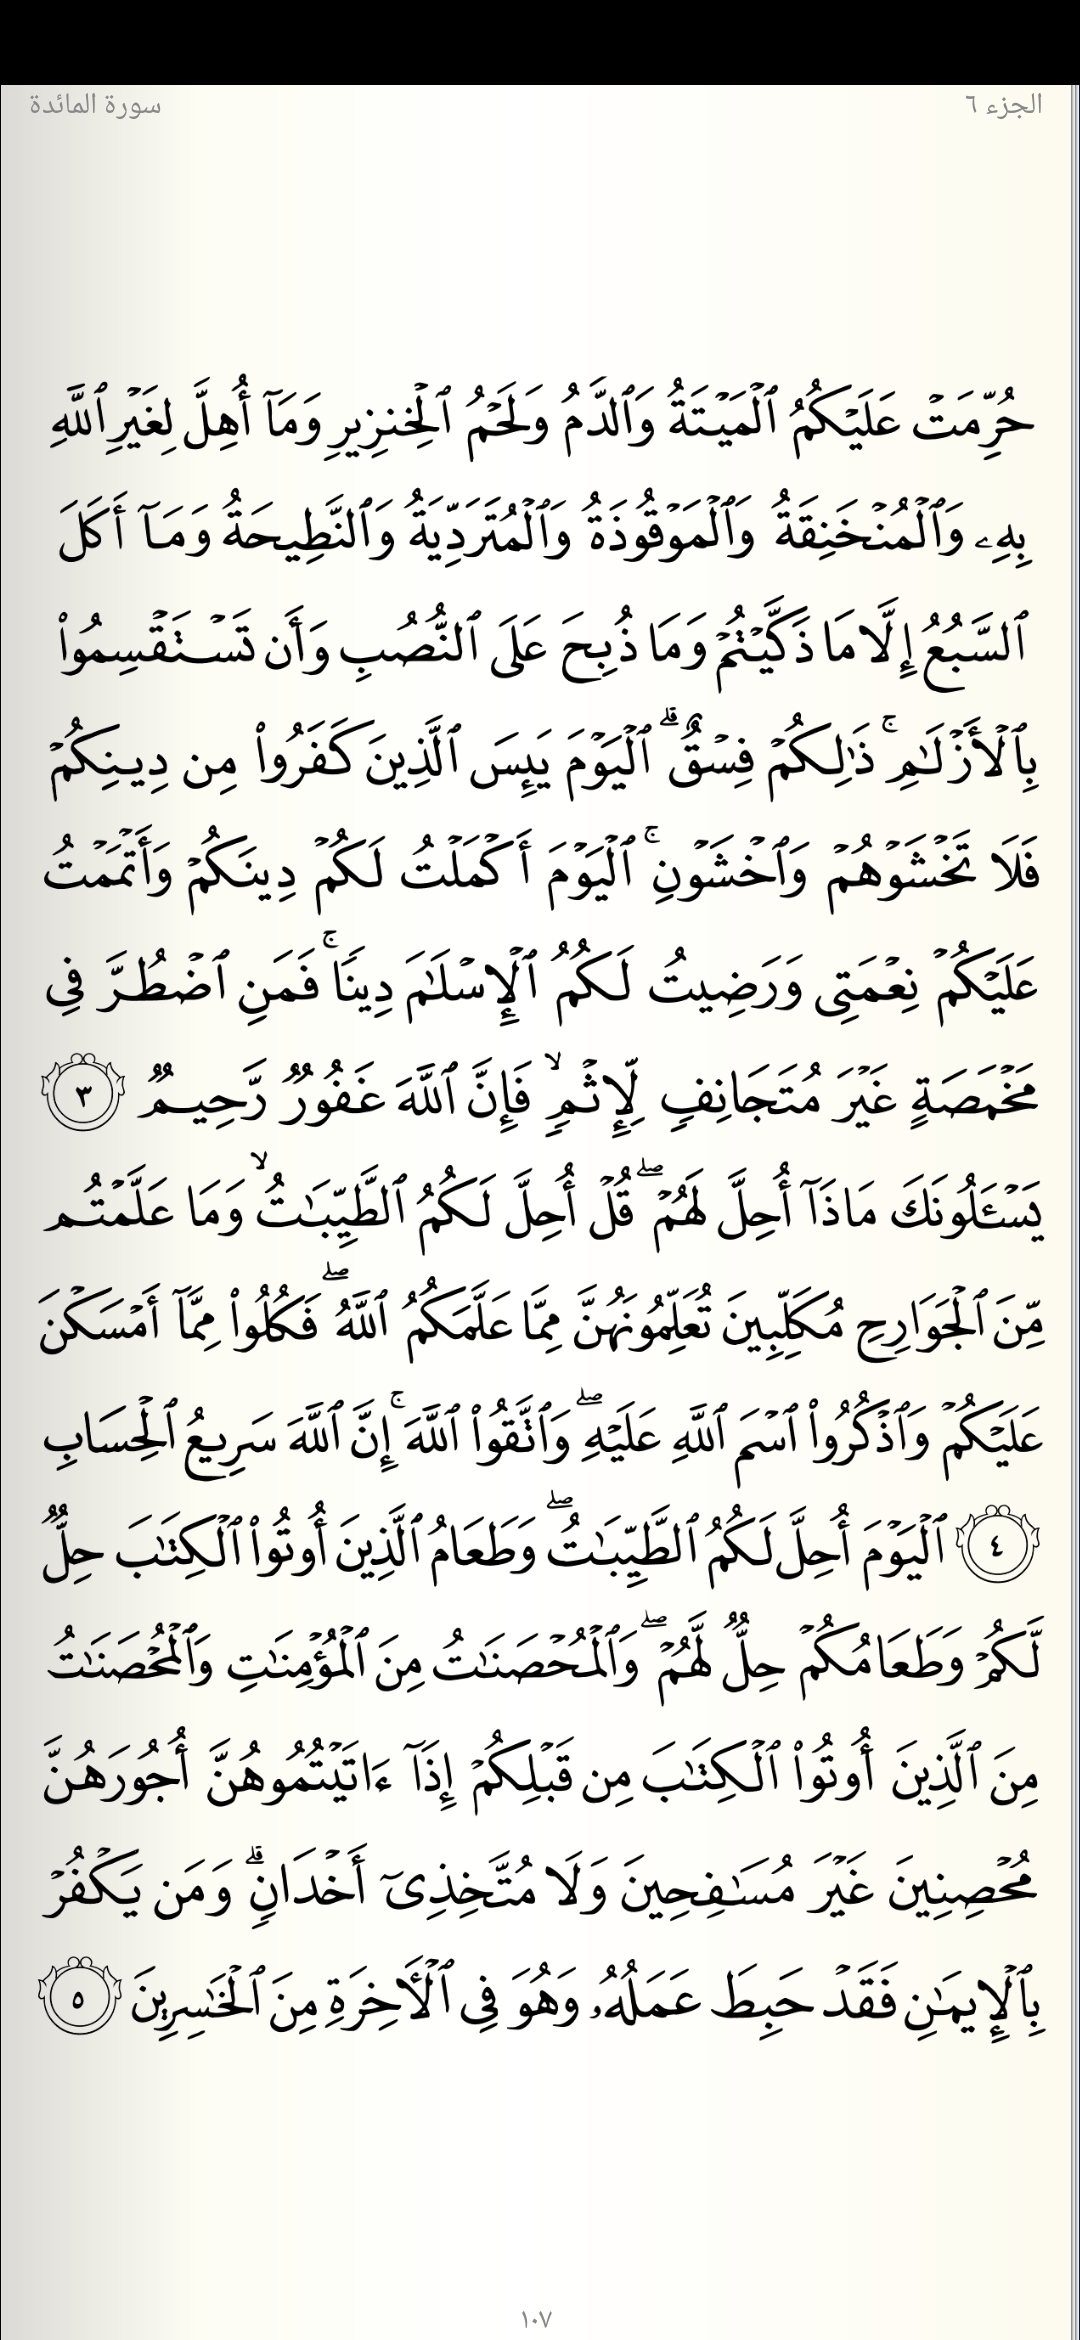 الجزء ٦
سورة المائدة
حُرِّمَتْ عَلَيْكُمُ ٱلْمَيْتَةُ وَٱلدَّمُ وَلَحْمُ ٱلْخِنزِيرِ وَمَآ أُهِلَّ لِغَيْرِ ٱللَّهِ
بِهِۦ وَٱلْمُنْخَنِقَةُ وَٱلْمَوْقُوذَةُ وَٱلْمُتَرَدِّيَةُ وَٱلنَّطِيحَةُ وَمَآ أَكَلَ
ٱلسَّبُعُ إِلَّا مَا ذَكَّيْتُمْ وَمَا ذُبِحَ عَلَى ٱلنُّصُبِ وَأَن تَسْتَقْسِمُوا۟
بِٱلْأَزْلَـٰمِ ۚ ذَٰلِكُمْ فِسْقٌ ۗ ٱلْيَوْمَ يَئِسَ ٱلَّذِينَ كَفَرُوا۟ مِن دِينِكُمْ
فَلَا تَخْشَوْهُمْ وَٱخْشَوْنِ ۚ ٱلْيَوْمَ أَكْمَلْتُ لَكُمْ دِينَكُمْ وَأَتْمَمْتُ
عَلَيْكُمْ نِعْمَتِى وَرَضِيتُ لَكُمُ ٱلْإِسْلَـٰمَ دِينًا ۚ فَمَنِ ٱضْطُرَّ فِى
مَخْمَصَةٍ غَيْرَ مُتَجَانِفٍ لِّإِثْمٍ ۙ فَإِنَّ ٱللَّهَ غَفُورٌ رَّحِيمٌ ٣
يَسْـَٔلُونَكَ مَاذَآ أُحِلَّ لَهُمْ ۖ قُلْ أُحِلَّ لَكُمُ ٱلطَّيِّبَـٰتُ ۙ وَمَا عَلَّمْتُم
مِّنَ ٱلْجَوَارِحِ مُكَلِّبِينَ تُعَلِّمُونَهُنَّ مِمَّا عَلَّمَكُمُ ٱللَّهُ ۖ فَكُلُوا۟ مِمَّآ أَمْسَكْنَ
عَلَيْكُمْ وَٱذْكُرُوا۟ ٱسْمَ ٱللَّهِ عَلَيْهِ ۖ وَٱتَّقُوا۟ ٱللَّهَ ۚ إِنَّ ٱللَّهَ سَرِيعُ ٱلْحِسَابِ
٤ ٱلْيَوْمَ أُحِلَّ لَكُمُ ٱلطَّيِّبَـٰتُ ۖ وَطَعَامُ ٱلَّذِينَ أُوتُوا۟ ٱلْكِتَـٰبَ حِلٌّ
لَّكُمْ وَطَعَامُكُمْ حِلٌّ لَّهُمْ ۖ وَٱلْمُحْصَنَـٰتُ مِنَ ٱلْمُؤْمِنَـٰتِ وَٱلْمُحْصَنَـٰتُ
مِنَ ٱلَّذِينَ أُوتُوا۟ ٱلْكِتَـٰبَ مِن قَبْلِكُمْ إِذَآ ءَاتَيْتُمُوهُنَّ أُجُورَهُنَّ
مُحْصِنِينَ غَيْرَ مُسَـٰفِحِينَ وَلَا مُتَّخِذِىٓ أَخْدَانٍ ۗ وَمَن يَكْفُرْ
بِٱلْإِيمَـٰنِ فَقَدْ حَبِطَ عَمَلُهُۥ وَهُوَ فِى ٱلْـَٔاخِرَةِ مِنَ ٱلْخَـٰسِرِينَ ٥
١٠٧